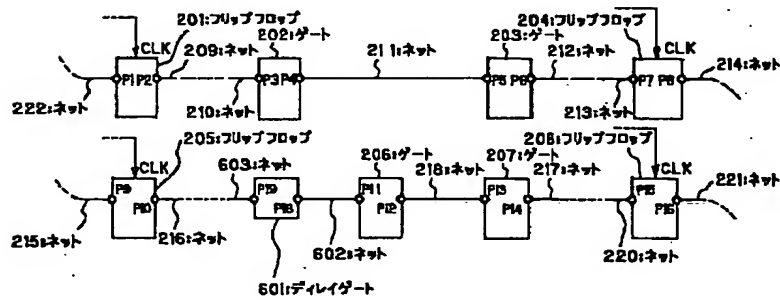 201:フリップフロップ
204:フリップフロップ
CLK
209:ネット
202:ゲート
211:ネット
203:ゲート
212:ネット
CLK
214:ネット
P1 P2
P3 P4
P5 P6
P7 P8
222:ネット
210:ネット
213:ネット
205:フリップフロップ
208:フリップフロップ
CLK
603:ネット
206:ゲート
218:ネット
207:ゲート
217:ネット
CLK
221:ネット
P9
P10
P19
P18
P11
P12
P13
P14
P15
P16
215:ネット
216:ネット
602:ネット
220:ネット
601:ディレイゲート